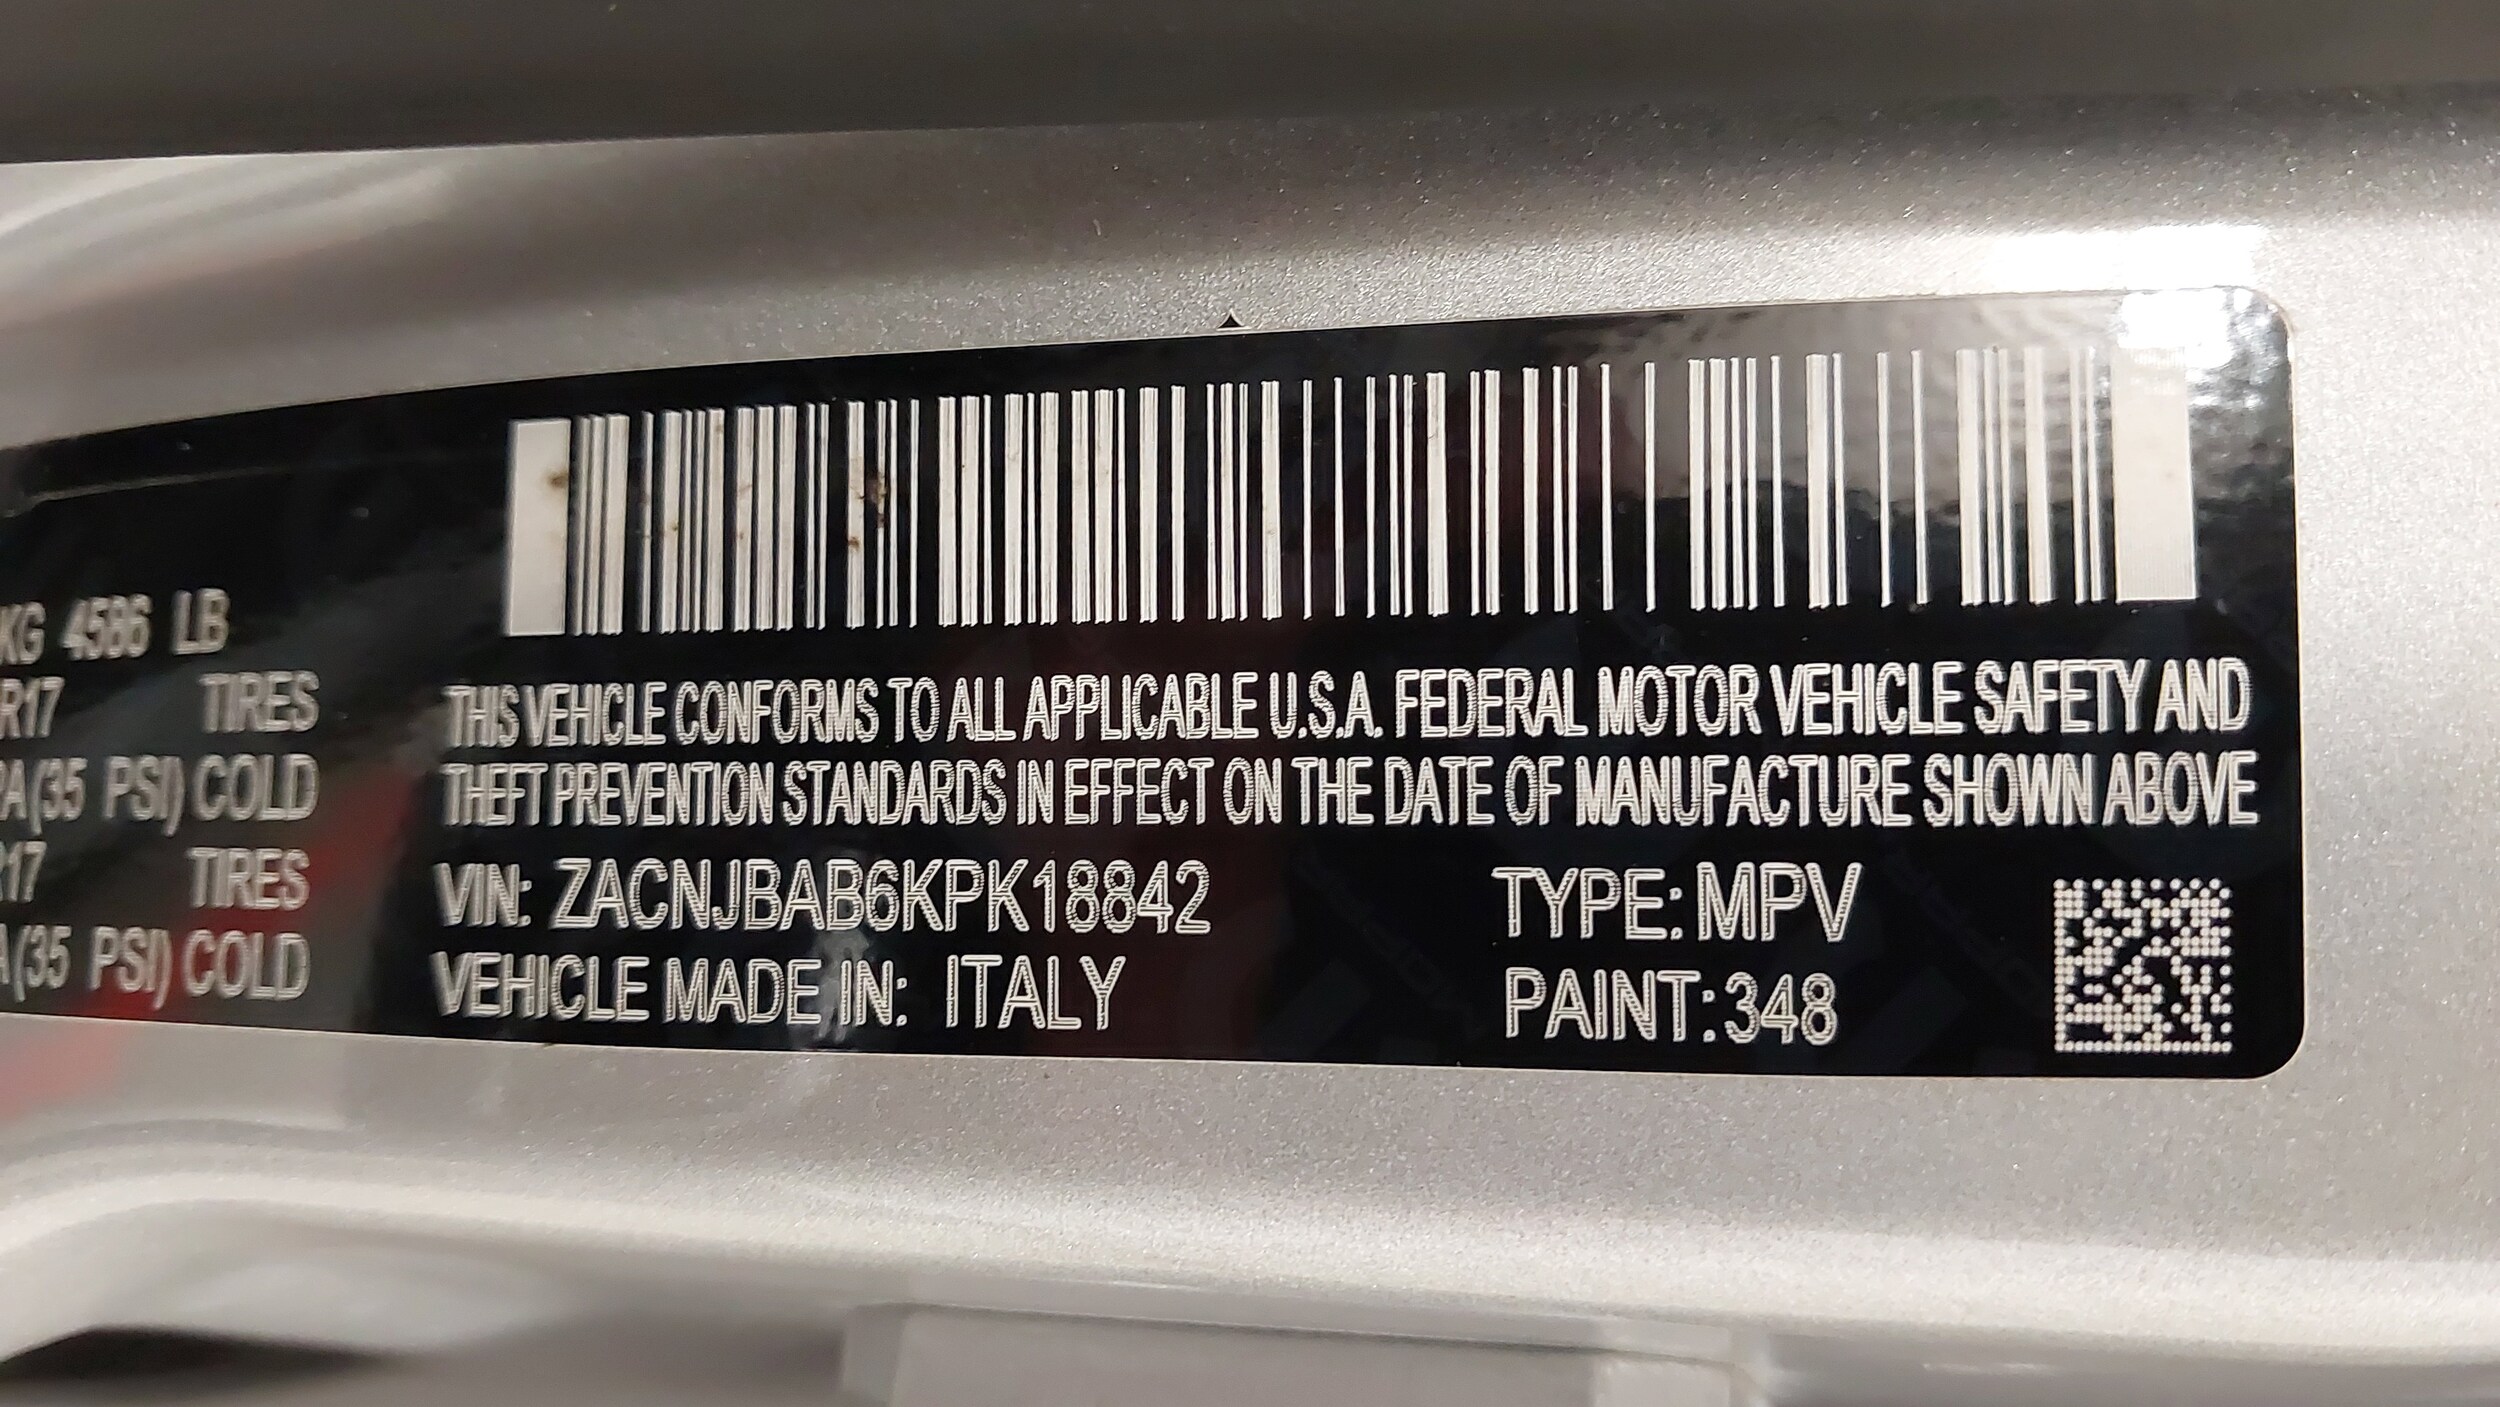 KG 4586 LB
R17 TIRES
PA(35 PSI) COLD
R17 TIRES
A(35 PSI) COLD
THIS VEHICLE CONFORMS TO ALL APPLICABLE U.S.A. FEDERAL MOTOR VEHICLE SAFETY AND
THEFT PREVENTION STANDARDS IN EFFECT ON THE DATE OF MANUFACTURE SHOWN ABOVE
VIN: ZACNJBAB6KPK18842 TYPE: MPV
VEHICLE MADE IN: ITALY PAINT: 348